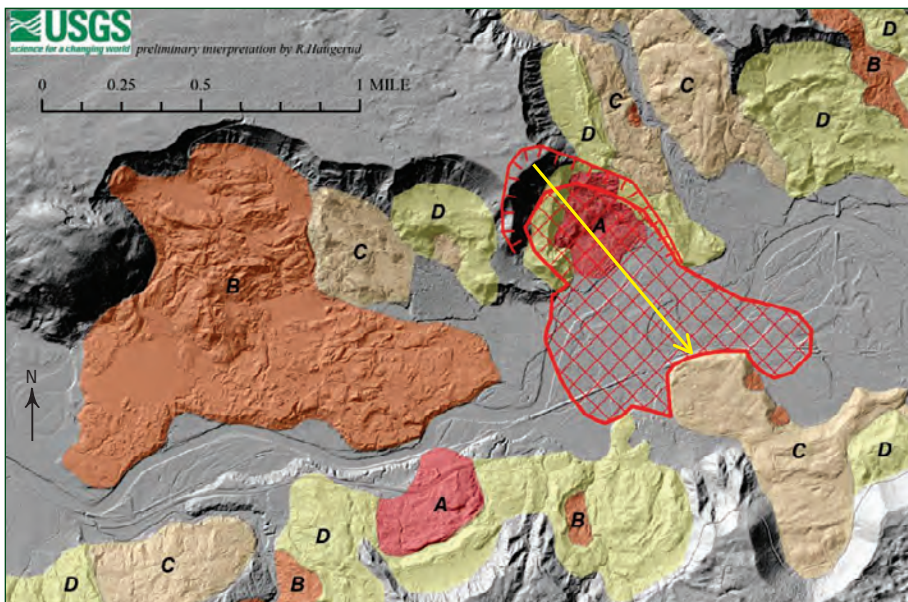 USGS
science for a changing world
preliminary interpretation by R.Haugerud
0 0.25 0.5 1 MILE
D
B
C
C
D
D
D
A
C
B
N
C
D
A
B
D
D
C
B